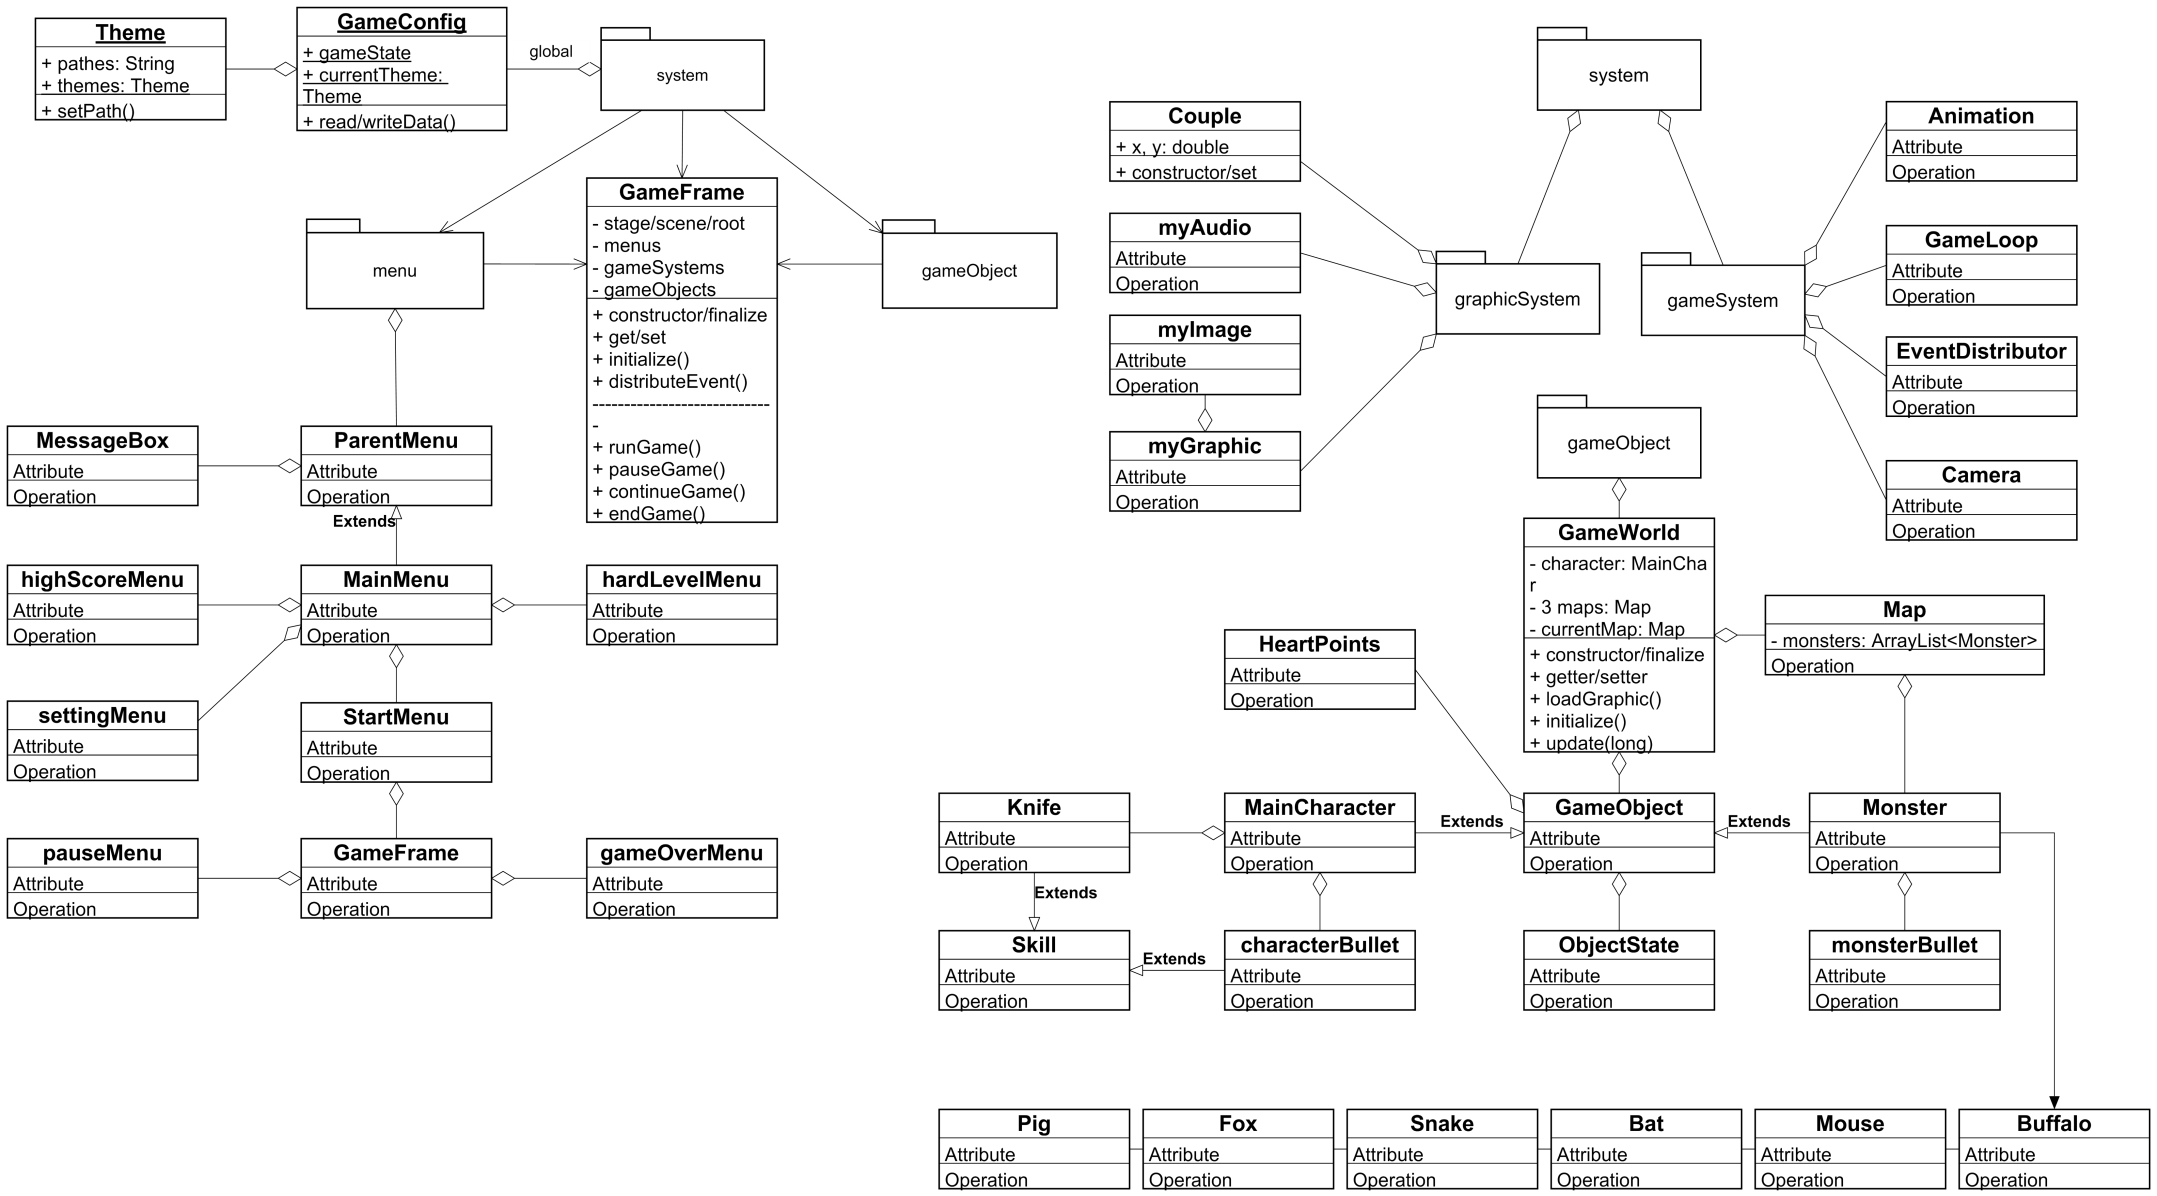 Theme
+ pathes: String
+ themes: Theme
+ setPath()
GameConfig
+ gameState
+ currentTheme:
Theme
+ read/writeData()
global
system
menu
GameFrame
- stage/scene/root
- menus
- gameSystems
- gameObjects
+ constructor/finalize
+ get/set
+ initialize()
+ distributeEvent()
----------------------------
-
+ runGame()
+ pauseGame()
+ continueGame()
+ endGame()
gameObject
MessageBox
Attribute
Operation
ParentMenu
Attribute
Operation
Extends
highScoreMenu
Attribute
Operation
MainMenu
Attribute
Operation
hardLevelMenu
Attribute
Operation
settingMenu
Attribute
Operation
StartMenu
Attribute
Operation
pauseMenu
Attribute
Operation
GameFrame
Attribute
Operation
gameOverMenu
Attribute
Operation
system
Couple
+ x, y: double
+ constructor/set
myAudio
Attribute
Operation
myImage
Attribute
Operation
myGraphic
Attribute
Operation
graphicSystem
gameSystem
Animation
Attribute
Operation
GameLoop
Attribute
Operation
EventDistributor
Attribute
Operation
Camera
Attribute
Operation
gameObject
GameWorld
- character: MainCha
r
- 3 maps: Map
- currentMap: Map
+ constructor/finalize
+ getter/setter
+ loadGraphic()
+ initialize()
+ update(long)
Map
- monsters: ArrayList<Monster>
Operation
HeartPoints
Attribute
Operation
Knife
Attribute
Operation
MainCharacter
Attribute
Operation
Extends
GameObject
Attribute
Operation
Extends
Monster
Attribute
Operation
Extends
Skill
Attribute
Operation
Extends
characterBullet
Attribute
Operation
ObjectState
Attribute
Operation
monsterBullet
Attribute
Operation
Pig
Attribute
Operation
Fox
Attribute
Operation
Snake
Attribute
Operation
Bat
Attribute
Operation
Mouse
Attribute
Operation
Buffalo
Attribute
Operation